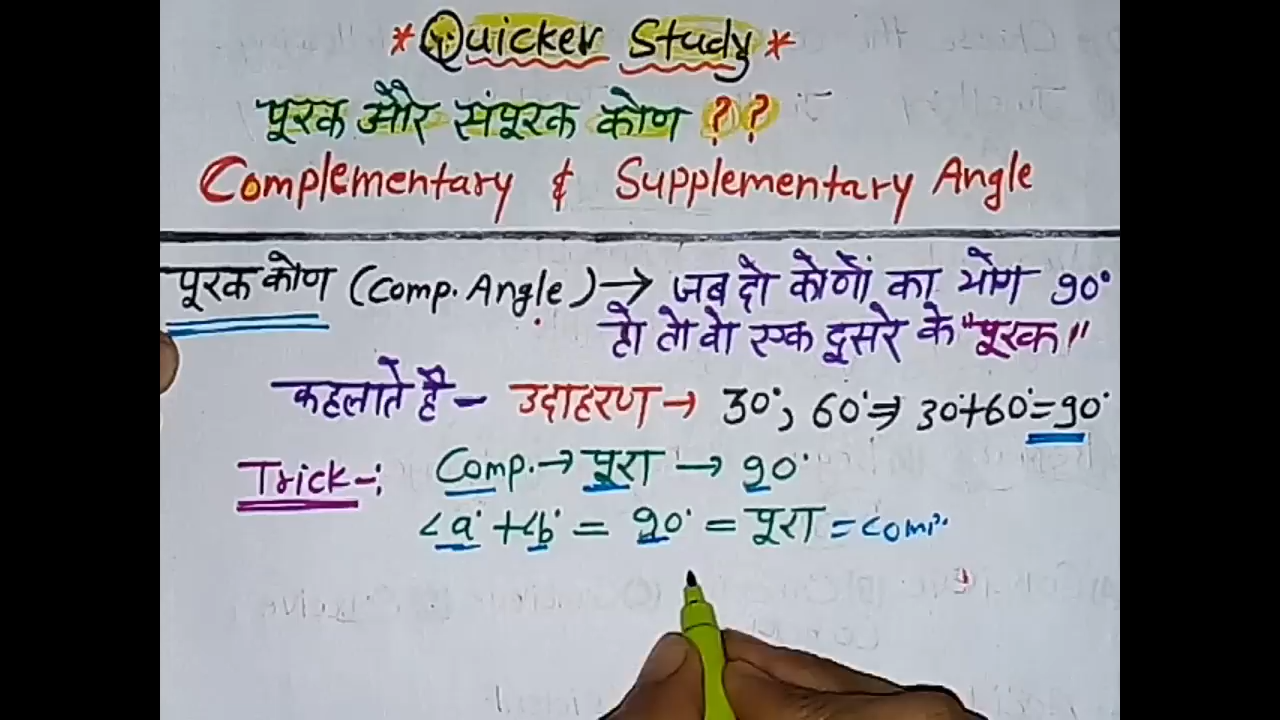 * Quicker Study *
पूरक और संपूरक कोण ??
Complementary & Supplementary Angle
पूरक कोण (Comp. Angle) → जब दो कोणों का योग 90°
हो तो वो एक दूसरे के "पूरक"
कहलाते है - उदाहरण → 30°, 60° ⇒ 30°+60°=90°
Trick-: Comp. → पूरा → 90°
∠a° + ∠b° = 90° = पूरा = comp.